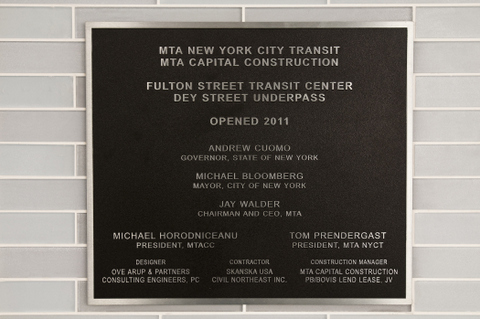 MTA NEW YORK CITY TRANSIT
MTA CAPITAL CONSTRUCTION
FULTON STREET TRANSIT CENTER
DEY STREET UNDERPASS
OPENED 2011
ANDREW CUOMO
GOVERNOR, STATE OF NEW YORK
MICHAEL BLOOMBERG
MAYOR, CITY OF NEW YORK
JAY WALDER
CHAIRMAN AND CEO, MTA
MICHAEL HORODNICEANU
PRESIDENT, MTACC
TOM PRENDERGAST
PRESIDENT, MTA NYCT
DESIGNER
OVE ARUP & PARTNERS
CONSULTING ENGINEERS, PC
CONTRACTOR
SKANSKA USA
CIVIL NORTHEAST INC.
CONSTRUCTION MANAGER
MTA CAPITAL CONSTRUCTION
PB/BOVIS LEND LEASE, JV